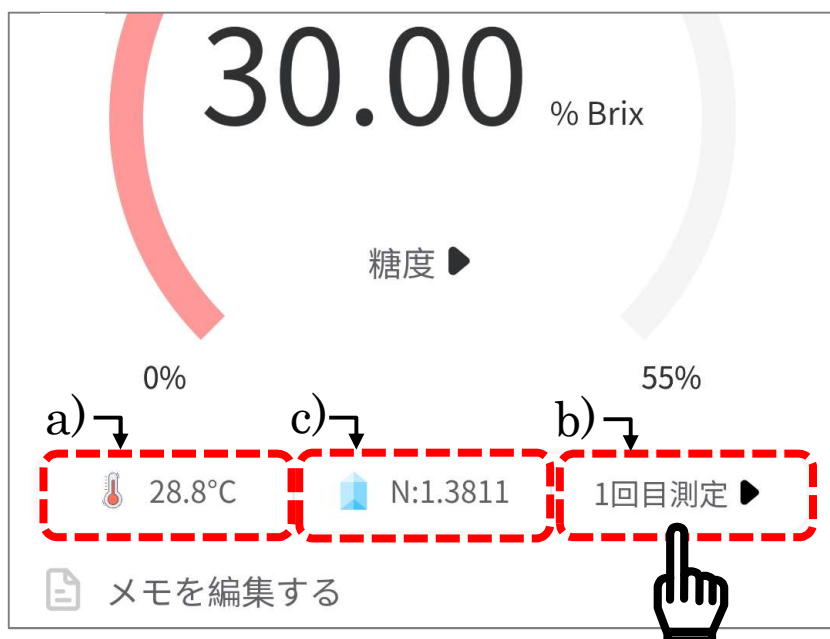 30.00 % Brix
糖度 ▶
0%
55%
a)
c)
b)
28.8°C
N:1.3811
1回目測定 ▶
メモを編集する